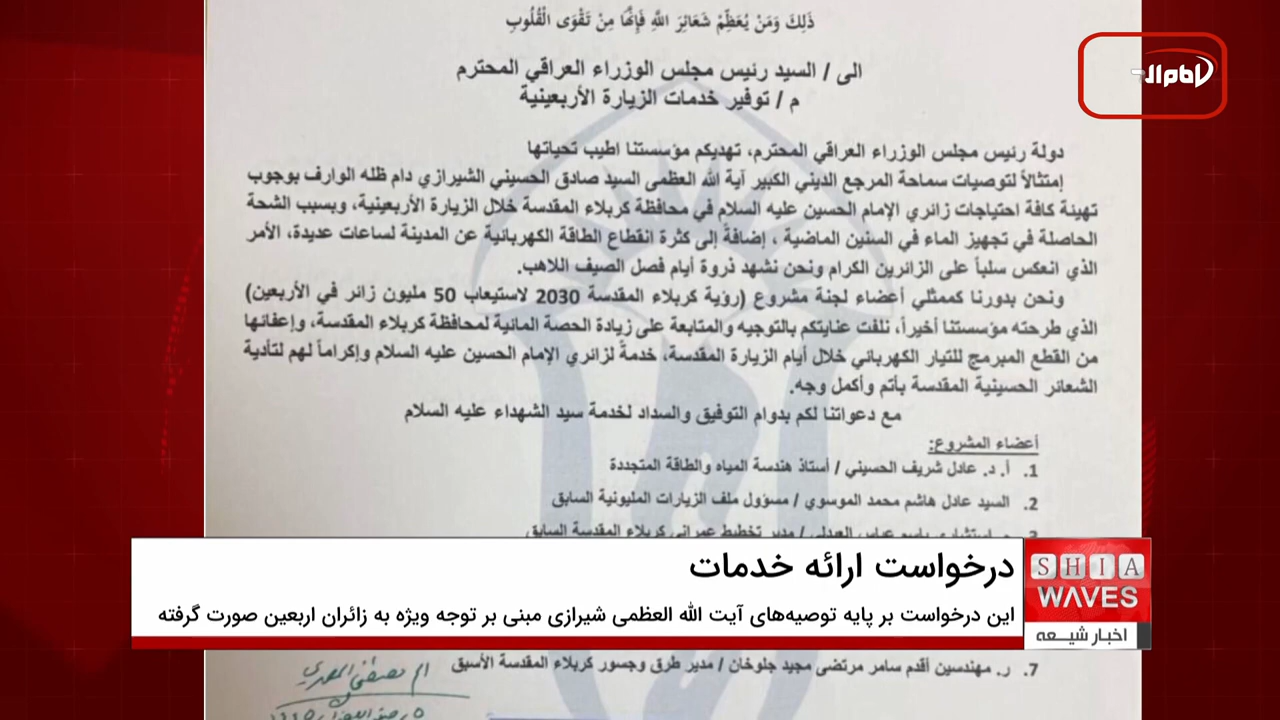 ذَلِكَ وَمَنْ يُعَظِّمْ شَعَائِرَ اللَّهِ فَإِنَّهَا مِنْ تَقْوَى الْقُلُوبِ
الى / السيد رئيس مجلس الوزراء العراقي المحترم
م / توفير خدمات الزيارة الأربعينية
دولة رئيس مجلس الوزراء العراقي المحترم، تهديكم مؤسستنا اطيب تحياتها
إمتثالاً لتوصيات سماحة المرجع الديني الكبير آية الله العظمى السيد صادق الحسيني الشيرازي دام ظله الوارف بوجوب
تهيئة كافة احتياجات زائري الإمام الحسين عليه السلام في محافظة كربلاء المقدسة خلال الزيارة الأربعينية، وبسبب الشحة
الحاصلة في تجهيز الماء في السنين الماضية ، إضافةً إلى كثرة انقطاع الطاقة الكهربائية عن المدينة لساعات عديدة، الأمر
الذي انعكس سلباً على الزائرين الكرام ونحن نشهد ذروة أيام فصل الصيف اللاهب.
ونحن بدورنا كممثلي أعضاء لجنة مشروع (رؤية كربلاء المقدسة 2030 لاستيعاب 50 مليون زائر في الأربعين)
الذي طرحته مؤسستنا أخيراً، نلفت عنايتكم بالتوجيه والمتابعة على زيادة الحصة المائية لمحافظة كربلاء المقدسة، وإعفائها
من القطع المبرمج للتيار الكهربائي خلال أيام الزيارة المقدسة، خدمةً لزائري الإمام الحسين عليه السلام وإكراماً لهم لتأدية
الشعائر الحسينية المقدسة بأتم وأكمل وجه.
مع دعواتنا لكم بدوام التوفيق والسداد لخدمة سيد الشهداء عليه السلام
أعضاء المشروع:
1. أ. د. عادل شريف الحسيني / أستاذ هندسة المياه والطاقة المتجددة
2. السيد عادل هاشم محمد الموسوي / مسؤول ملف الزيارات المليونية السابق
مدير تخطيط عمراني كربلاء المقدسة السابق
درخواست ارائه خدمات
این درخواست بر پایه توصیه‌های آیت الله العظمی شیرازی مبنی بر توجه ویژه به زائران اربعین صورت گرفته
SHIA
WAVES
اخبار شیعه
7. ر. مهندسين أقدم سامر مرتضى مجيد جلوخان / مدير طرق وجسور كربلاء المقدسة الأسبق